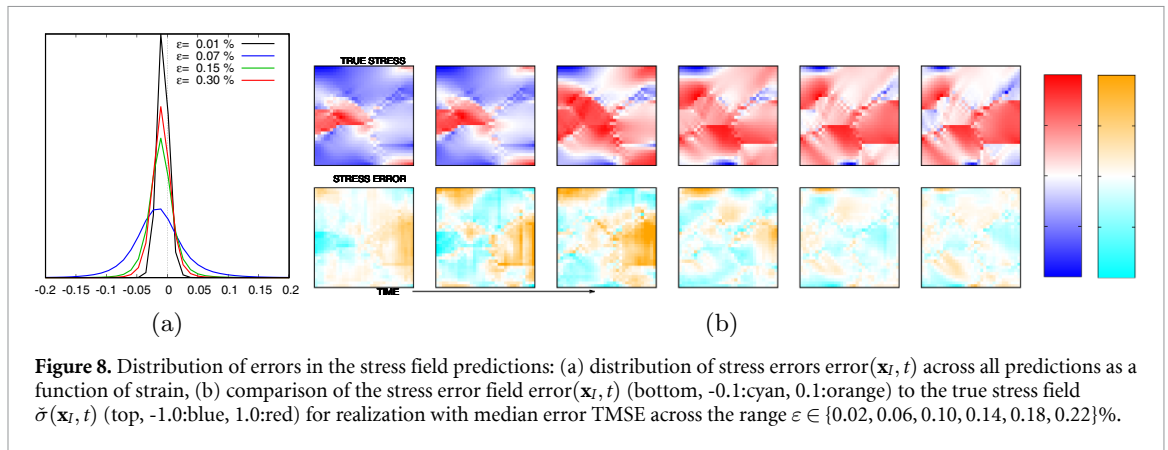 ε= 0.01 %
ε= 0.07 %
ε= 0.15 %
ε= 0.30 %
-0.2 -0.15 -0.1 -0.05 0 0.05 0.1 0.15 0.2
(a)
TRUE STRESS
STRESS ERROR
TIME
(b)
Figure 8. Distribution of errors in the stress field predictions: (a) distribution of stress errors error(x_I, t) across all predictions as a
function of strain, (b) comparison of the stress error field error(x_I, t) (bottom, -0.1:cyan, 0.1:orange) to the true stress field
σ̌(x_I, t) (top, -1.0:blue, 1.0:red) for realization with median error TMSE across the range ε ∈ {0.02, 0.06, 0.10, 0.14, 0.18, 0.22}%.